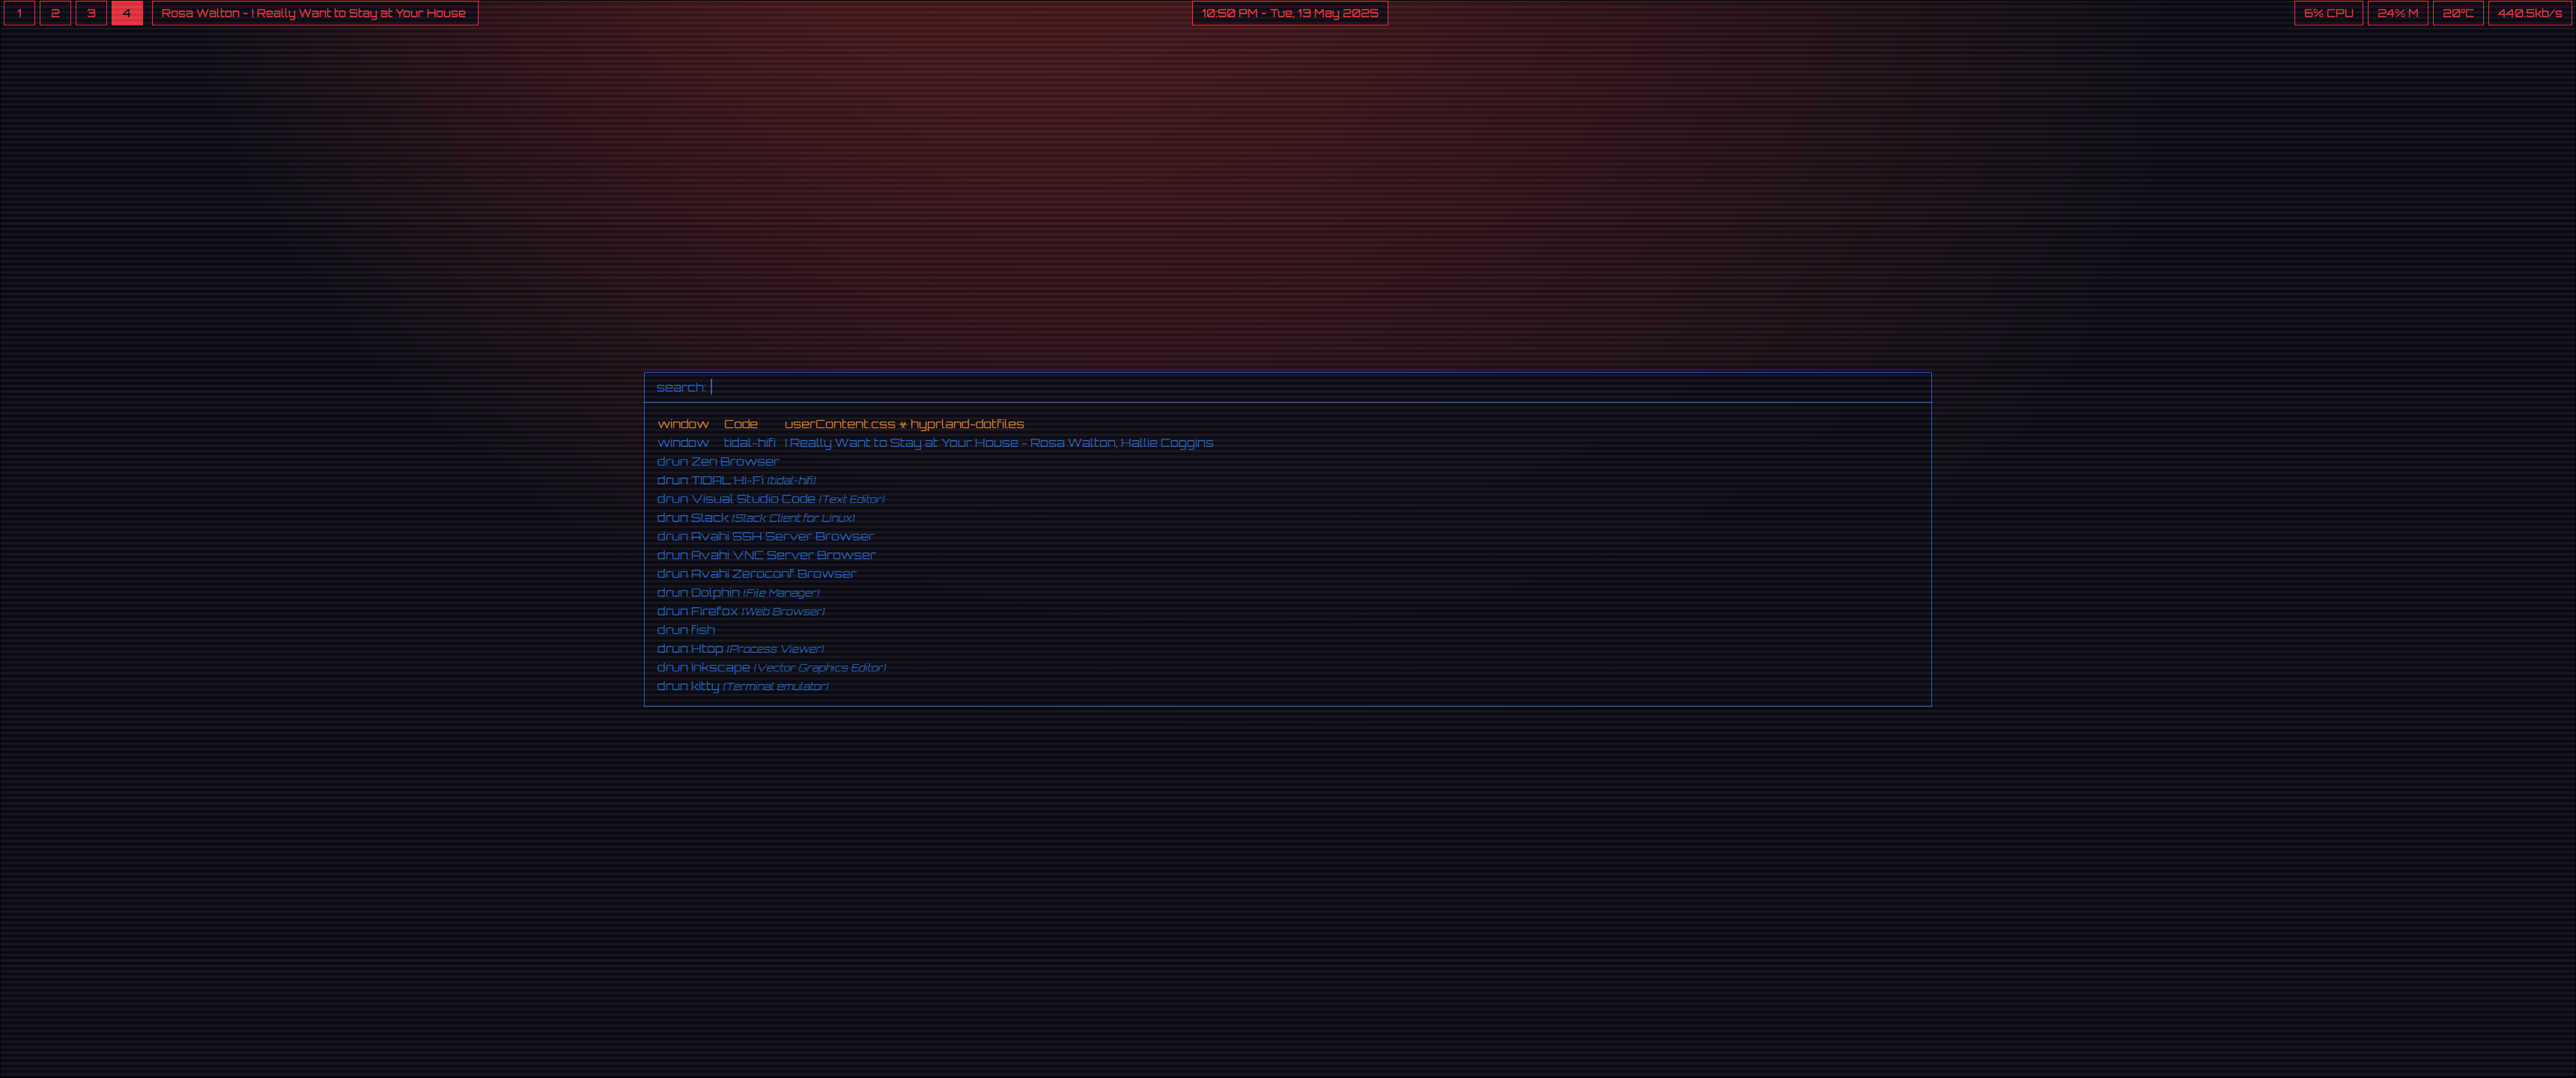 1 2 3 4 Rosa Walton - I Really Want to Stay at Your House 10:50 PM - Tue, 13 May 2025 6% CPU 24% M 20°C 440.5kb/s
search:
window Code userContent.css ☣ hyprland-dotfiles
window tidal-hifi I Really Want to Stay at Your House - Rosa Walton, Hallie Coggins
drun Zen Browser
drun TIDAL Hi-Fi (tidal-hifi)
drun Visual Studio Code (Text Editor)
drun Slack (Slack Client for Linux)
drun Avahi SSH Server Browser
drun Avahi VNC Server Browser
drun Avahi Zeroconf Browser
drun Dolphin (File Manager)
drun Firefox (Web Browser)
drun fish
drun Htop (Process Viewer)
drun Inkscape (Vector Graphics Editor)
drun kitty (Terminal emulator)